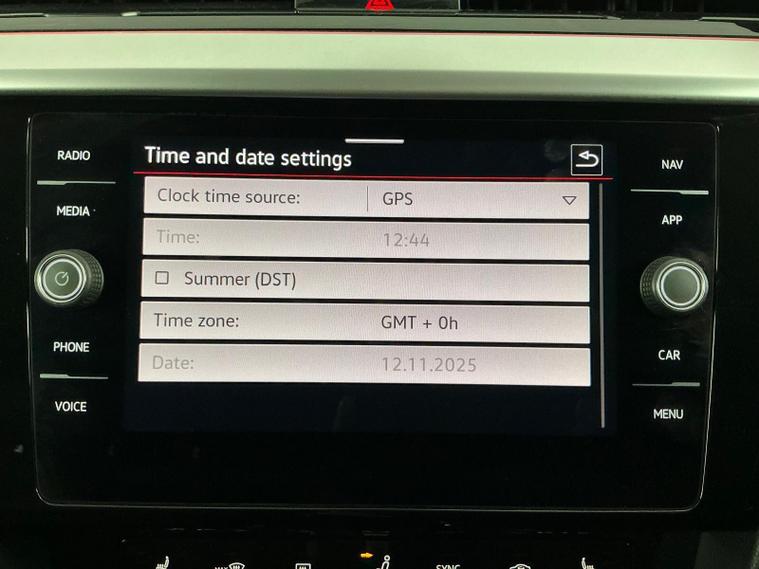 RADIO
MEDIA
PHONE
VOICE
Time and date settings
Clock time source: GPS
Time: 12:44
Summer (DST)
Time zone: GMT + 0h
Date: 12.11.2025
NAV
APP
CAR
MENU
SYNC